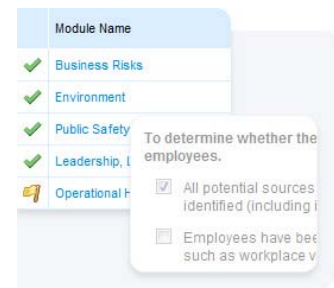 Module Name
Business Risks
Environment
Public Safety
Leadership,
Operational
To determine whether the
employees.
All potential sources
identified (including
Employees have
such as workplace